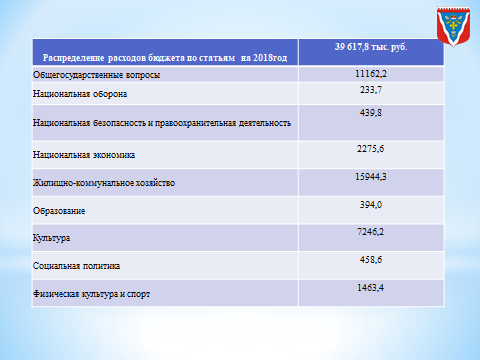 Распределение расходов бюджета по статьям на 2018год 39 617,8 тыс. руб.
Общегосударственные вопросы 11162,2
Национальная оборона 233,7
Национальная безопасность и правоохранительная деятельность 439,8
Национальная экономика 2275,6
Жилищно-коммунальное хозяйство 15944,3
Образование 394,0
Культура 7246,2
Социальная политика 458,6
Физическая культура и спорт 1463,4